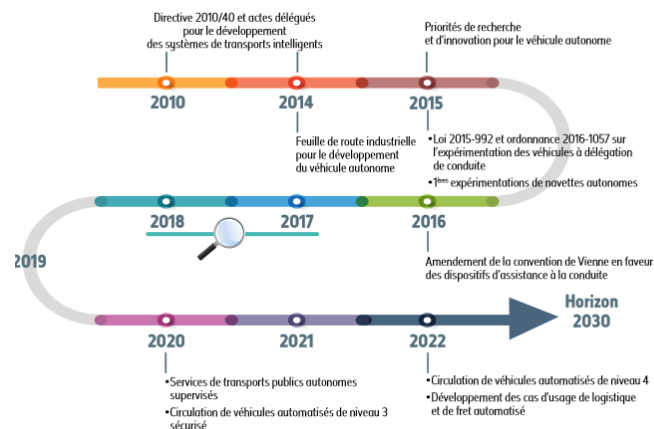 Directive 2010/40 et actes délégués
pour le développement
des systèmes de transports intelligents
Priorités de recherche
et d'innovation pour le véhicule autonome
2010
2014
2015
Feuille de route industrielle
pour le développement
du véhicule autonome
•Loi 2015-992 et ordonnance 2016-1057 sur
l'expérimentation des véhicules à délégation
de conduite
•1ères expérimentations de navettes autonomes
2018
2017
2016
2019
Amendement de la convention de Vienne en faveur
des dispositifs d'assistance à la conduite
Horizon
2030
2020
2021
2022
•Services de transports publics autonomes
supervisés
•Circulation de véhicules automatisés de niveau 3
sécurisé
•Circulation de véhicules automatisés de niveau 4
•Développement des cas d'usage de logistique
et de fret automatisé